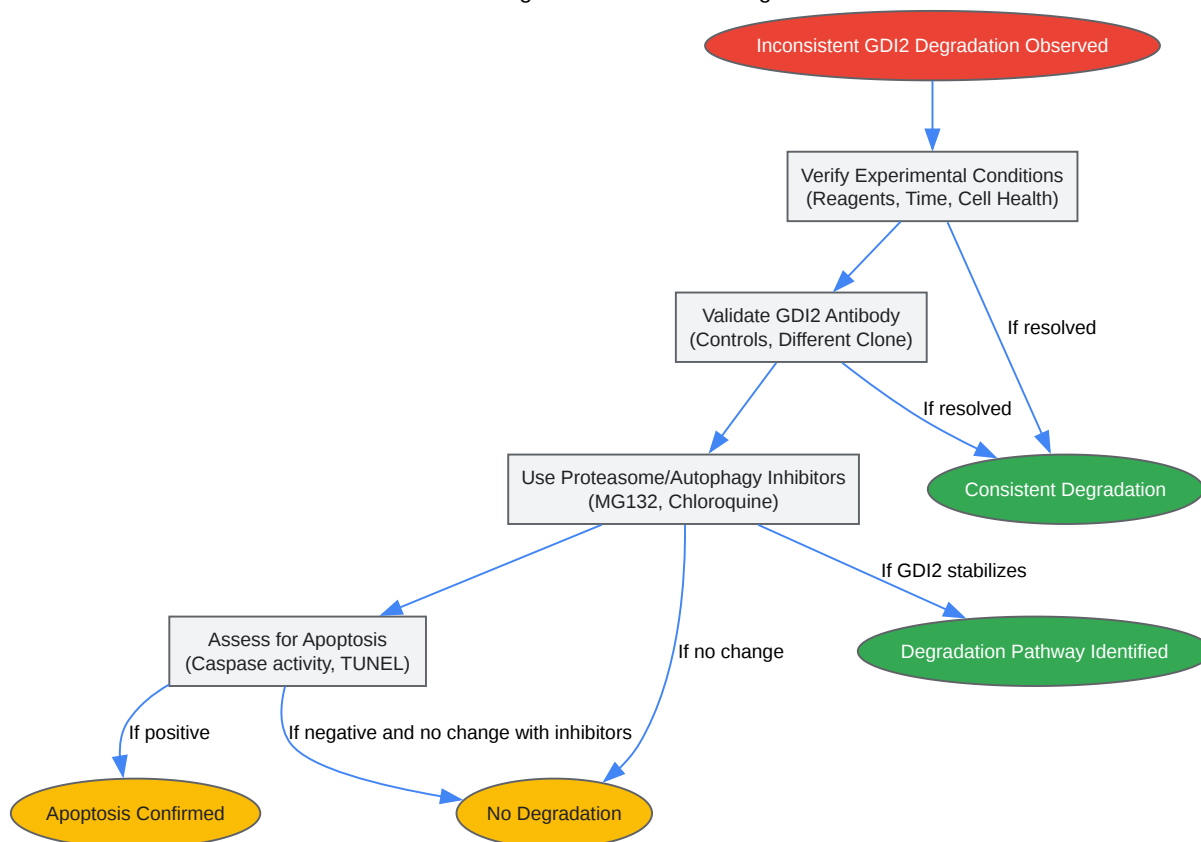 Inconsistent GDI2 Degradation Observed
Verify Experimental Conditions
(Reagents, Time, Cell Health)
Validate GDI2 Antibody
(Controls, Different Clone)
If resolved
If resolved
Use Proteasome/Autophagy Inhibitors
(MG132, Chloroquine)
Consistent Degradation
If GDI2 stabilizes
Assess for Apoptosis
(Caspase activity, TUNEL)
If no change
Degradation Pathway Identified
If positive
If negative and no change with inhibitors
Apoptosis Confirmed
No Degradation